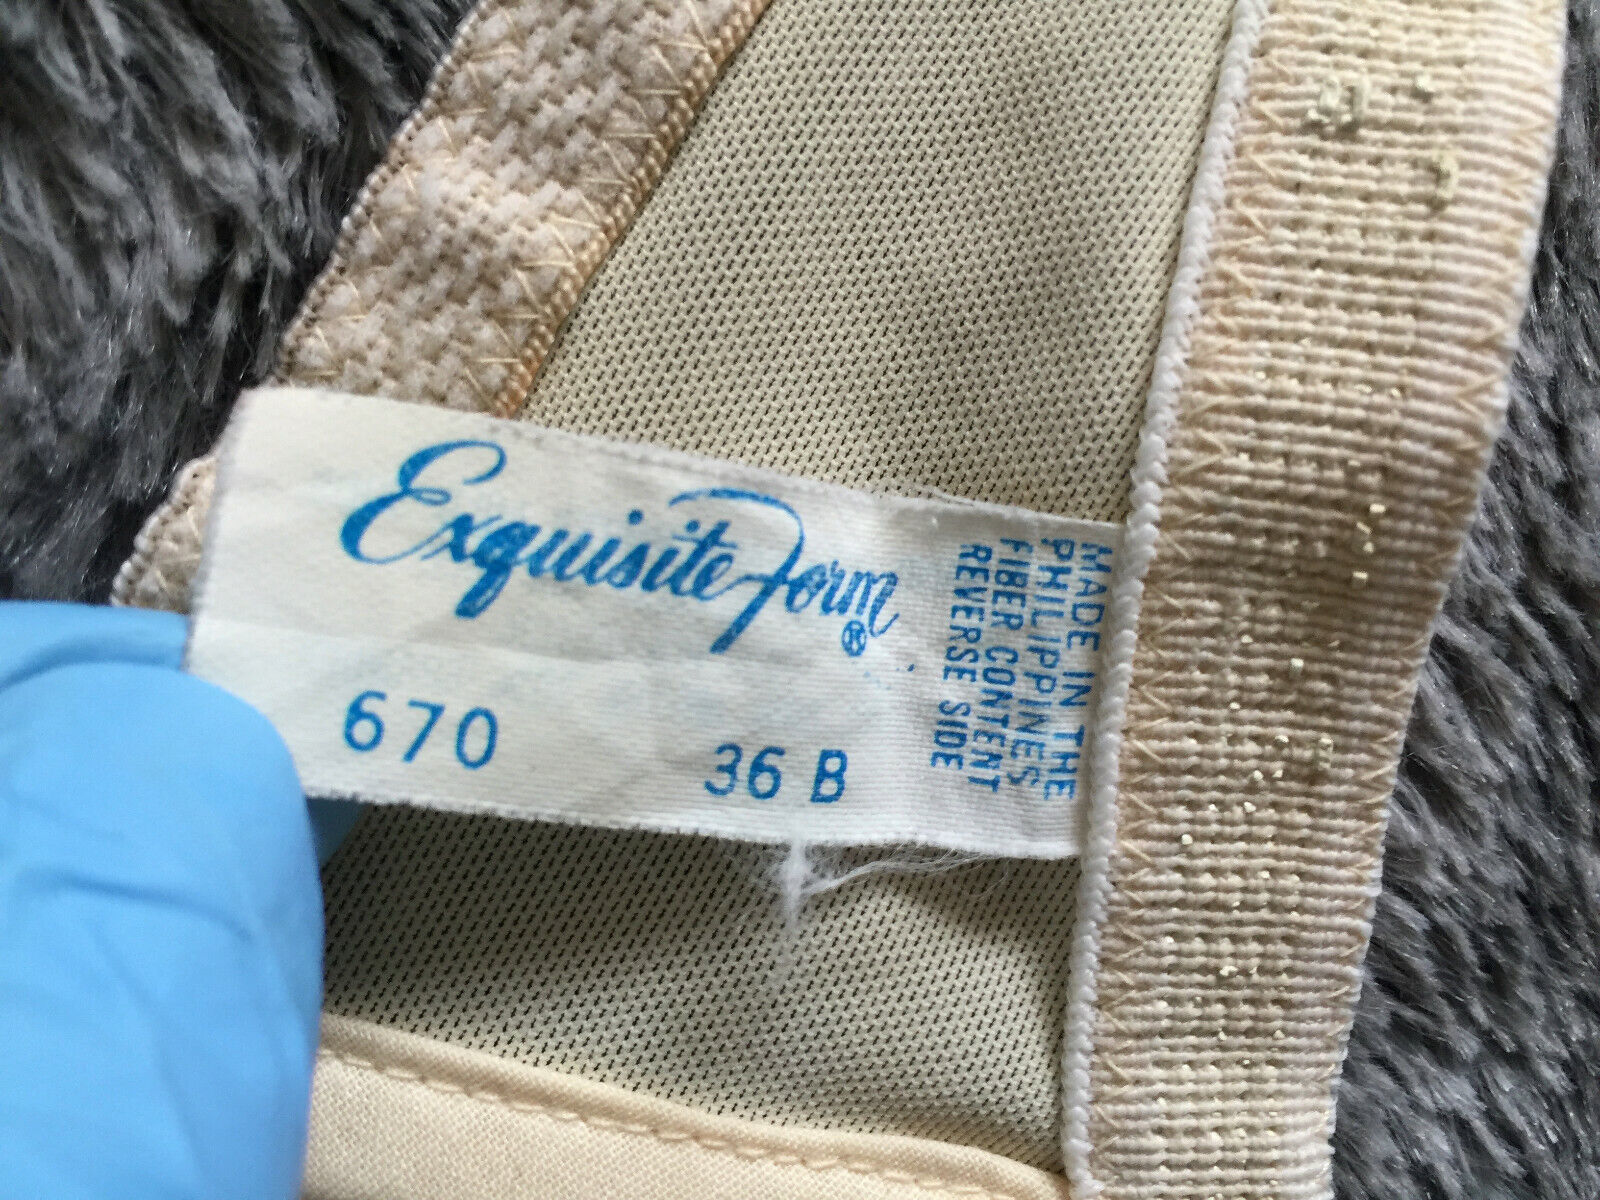 Exquisite Form
®
670 36 B
MADE IN THE
PHILIPPINES
FIBER CONTENT
REVERSE SIDE